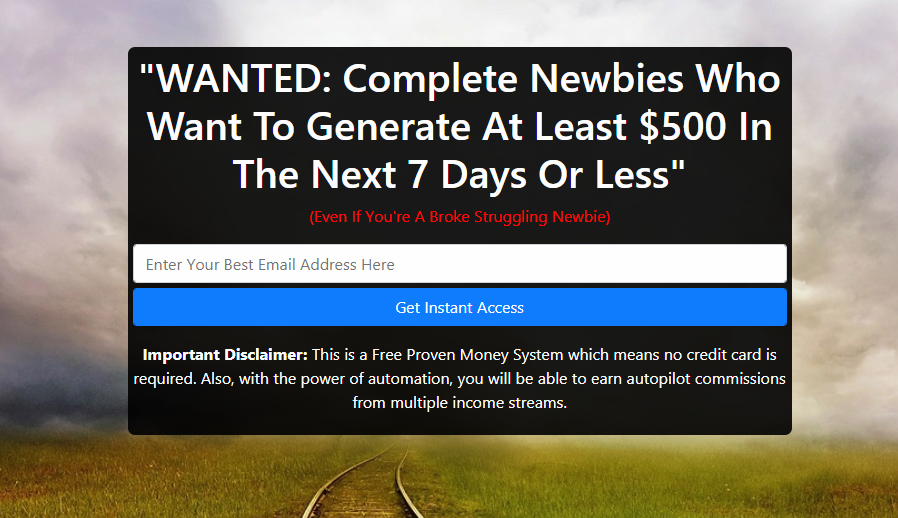 "WANTED: Complete Newbies Who
Want To Generate At Least $500 In
The Next 7 Days Or Less"
(Even If You're A Broke Struggling Newbie)
Enter Your Best Email Address Here
Get Instant Access
Important Disclaimer: This is a Free Proven Money System which means no credit card is
required. Also, with the power of automation, you will be able to earn autopilot commissions
from multiple income streams.